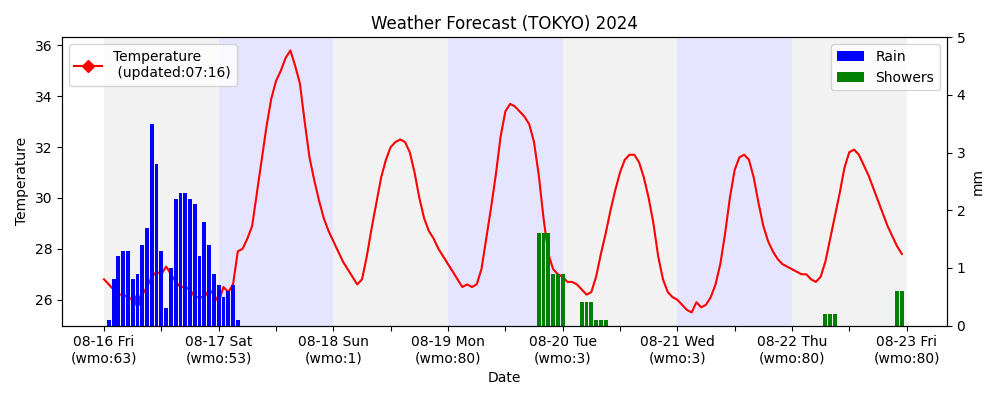 Weather Forecast (TOKYO) 2024
Temperature
(updated:07:16)
Rain
Showers
36
34
32
30
28
26
Temperature
5
4
3
2
1
0
mm
08-16 Fri
(wmo:63)
08-17 Sat
(wmo:53)
08-18 Sun
(wmo:1)
08-19 Mon
(wmo:80)
08-20 Tue
(wmo:3)
08-21 Wed
(wmo:3)
08-22 Thu
(wmo:80)
08-23 Fri
(wmo:80)
Date